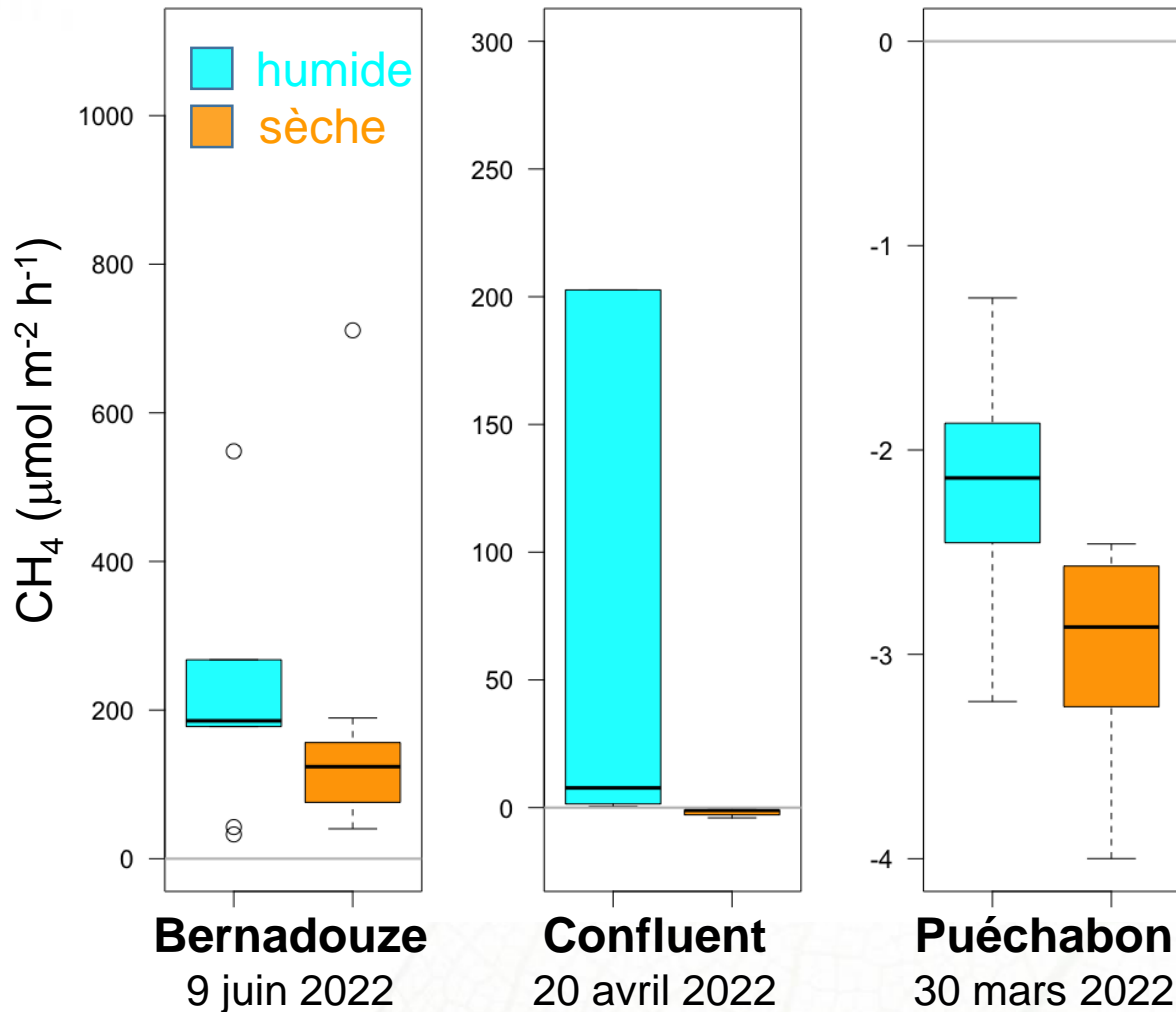 humide
sèche
CH4 (μmol m-2 h-1)
1000
800
600
400
200
0
300
250
200
150
100
50
0
0
-1
-2
-3
-4
Bernadouze
9 juin 2022
Confluent
20 avril 2022
Puéchabon
30 mars 2022